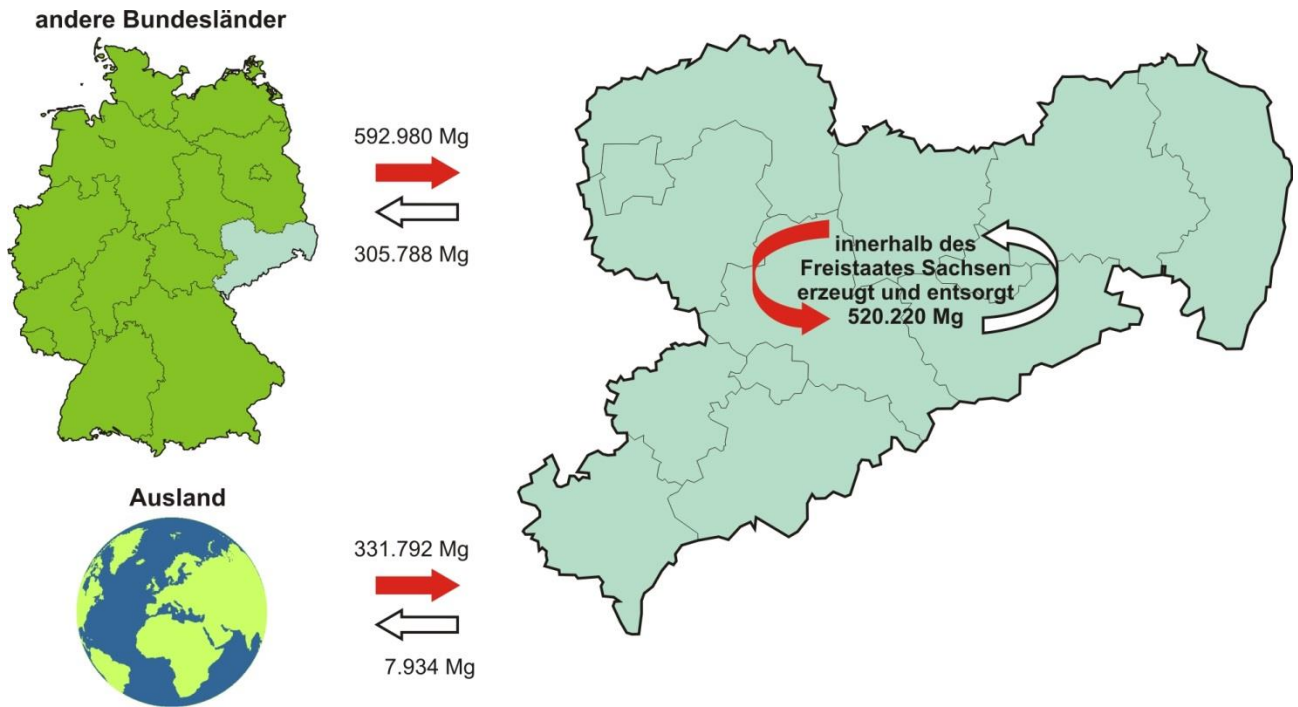 andere Bundesländer
592.980 Mg
305.788 Mg
innerhalb des
Freistaates Sachsen
erzeugt und entsorgt
520.220 Mg
Ausland
331.792 Mg
7.934 Mg